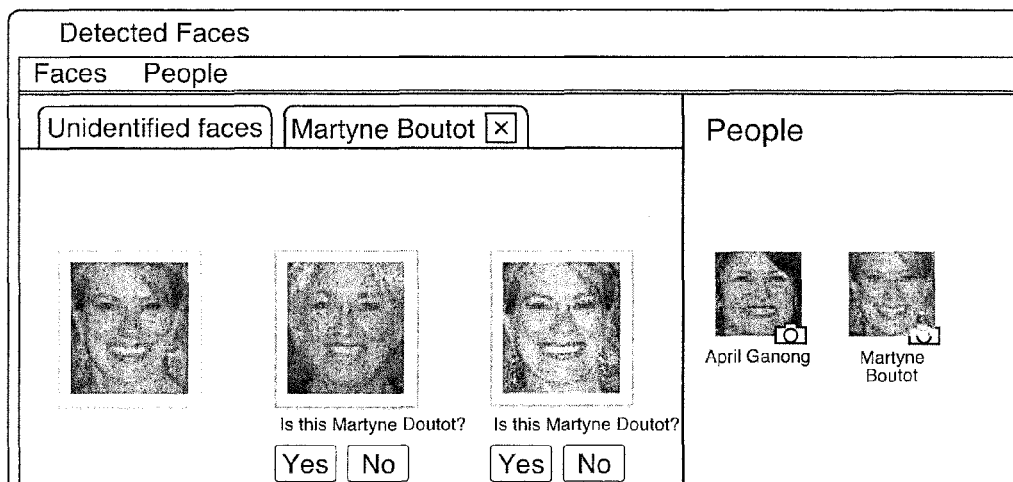 Detected Faces
Faces People
Unidentified faces
Martyne Boutot
People
Is this Martyne Doutot?
Yes No
Is this Martyne Doutot?
Yes No
April Ganong
Martyne
Boutot